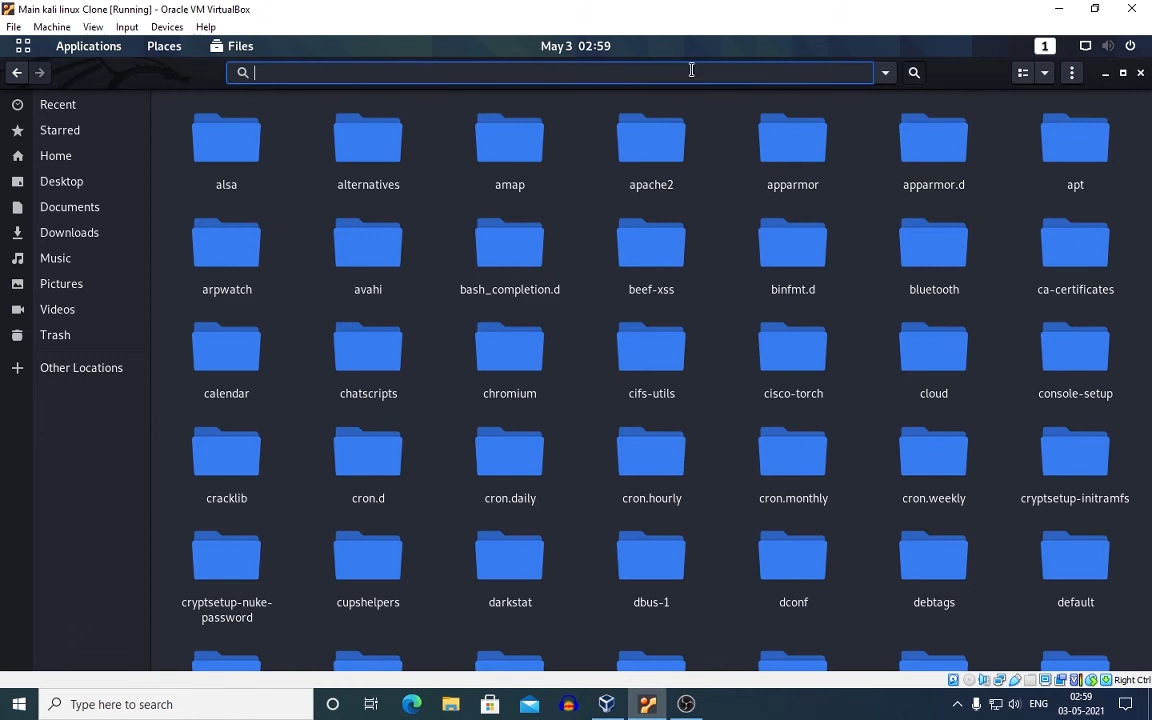 Main kali linux Clone [Running] - Oracle VM VirtualBox
File Machine View Input Devices Help
Applications Places Files May 3 02:59 1
Recent
Starred
Home
Desktop
Documents
Downloads
Music
Pictures
Videos
Trash
Other Locations
alsa alternatives amap apache2 apparmor apparmor.d apt
arpwatch avahi bash_completion.d beef-xss binfmt.d bluetooth ca-certificates
calendar chatscripts chromium cifs-utils cisco-torch cloud console-setup
cracklib cron.d cron.daily cron.hourly cron.monthly cron.weekly cryptsetup-initramfs
cryptsetup-nuke-
password cupshelpers darkstat dbus-1 dconf debtags default
Right Ctrl
Type here to search
ENG
02:59
03-05-2021